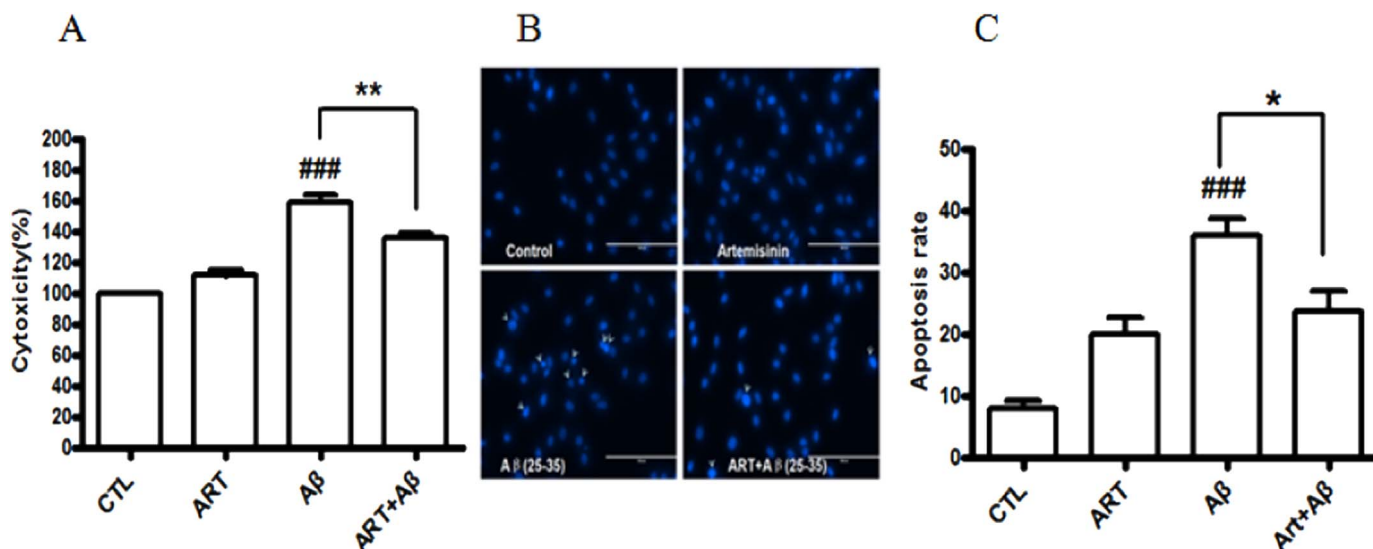 A
B
C
**
###
Cytoxicity(%)
200
180
160
140
120
100
80
60
40
20
0
CTL
ART
Aβ
ART+Aβ
Control
Artemisinin
Aβ(25-35)
ART+Aβ(25-35)
*
###
Apoptosis rate
50
40
30
20
10
0
CTL
ART
Aβ
Art+Aβ